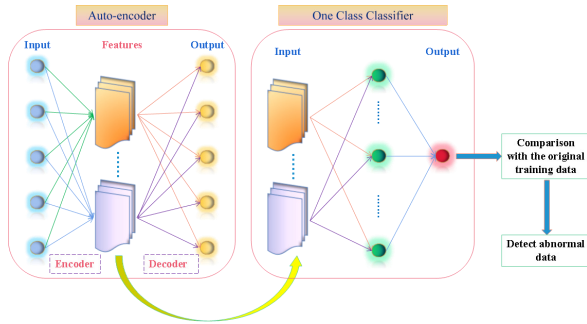 Auto-encoder
One Class Classifier
Input
Features
Output
Input
Output
Encoder
Decoder
Comparison
with the original
training data
Detect abnormal
data